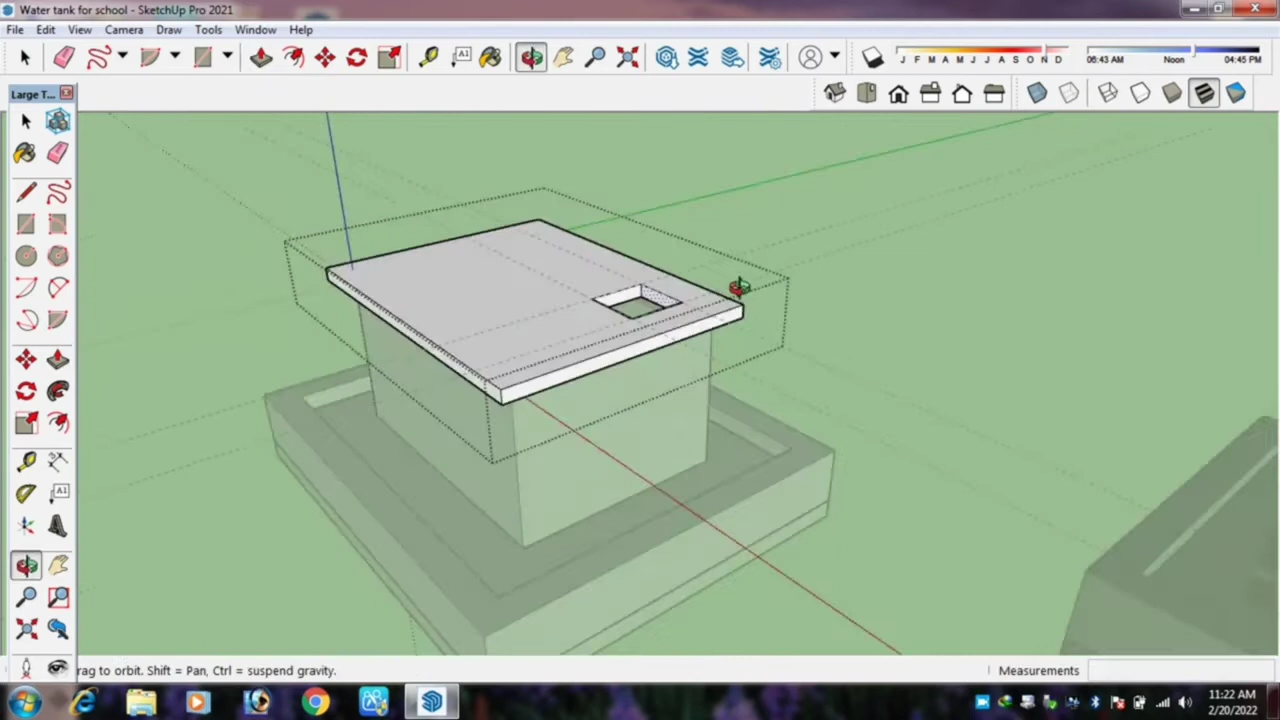 Water tank for school - SketchUp Pro 2021
File Edit View Camera Draw Tools Window Help
A1
J F M A M J J A S O N D
06:43 AM Noon 04:45 PM
Large T...
A1
A
rag to orbit. Shift = Pan, Ctrl = suspend gravity.
Measurements
11:22 AM
2/20/2022